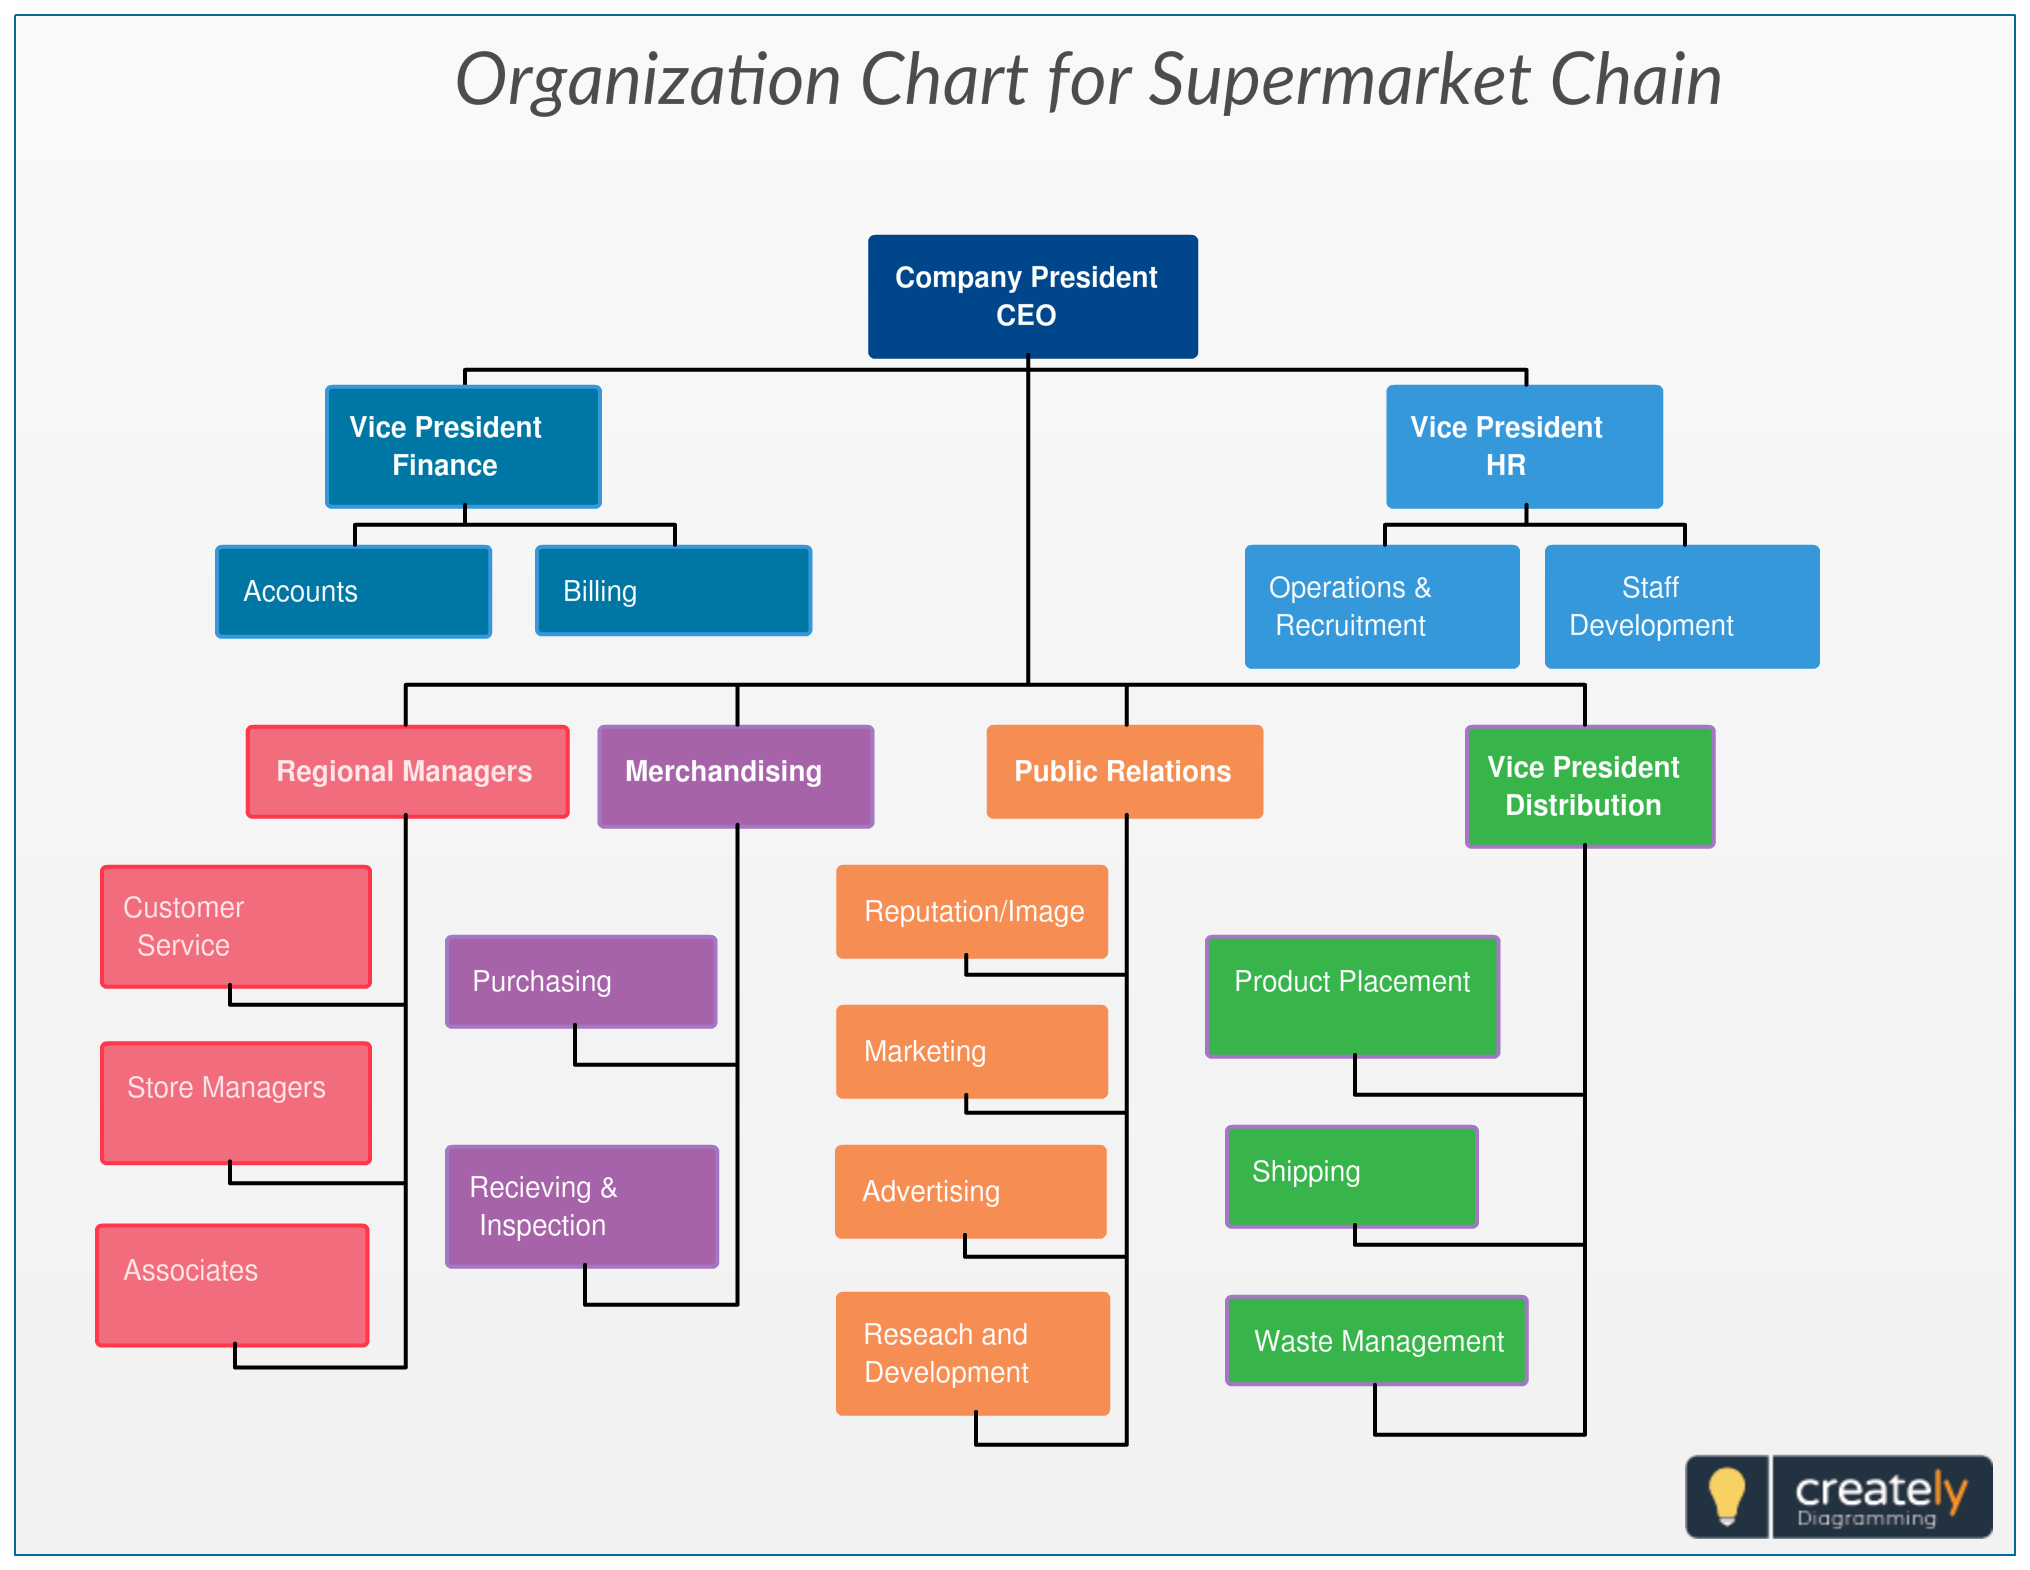 Organization Chart for Supermarket Chain
Company President
CEO
Vice President
Finance
Vice President
HR
Accounts
Billing
Operations &
Recruitment
Staff
Development
Regional Managers
Merchandising
Public Relations
Vice President
Distribution
Customer
Service
Store Managers
Associates
Purchasing
Recieving &
Inspection
Reputation/Image
Marketing
Advertising
Reseach and
Development
Product Placement
Shipping
Waste Management
creately
Diagramming